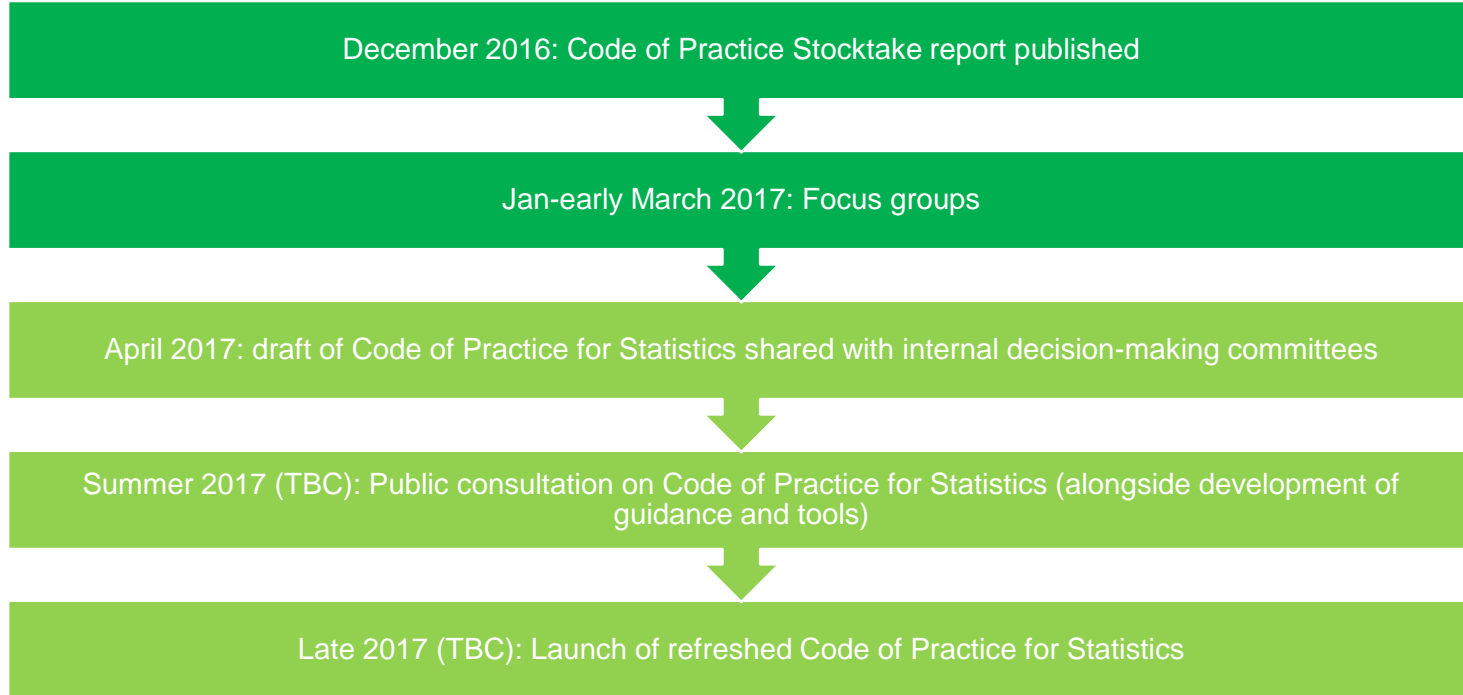 December 2016: Code of Practice Stocktake report published
Jan-early March 2017: Focus groups
April 2017: draft of Code of Practice for Statistics shared with internal decision-making committees
Summer 2017 (TBC): Public consultation on Code of Practice for Statistics (alongside development of
guidance and tools)
Late 2017 (TBC): Launch of refreshed Code of Practice for Statistics